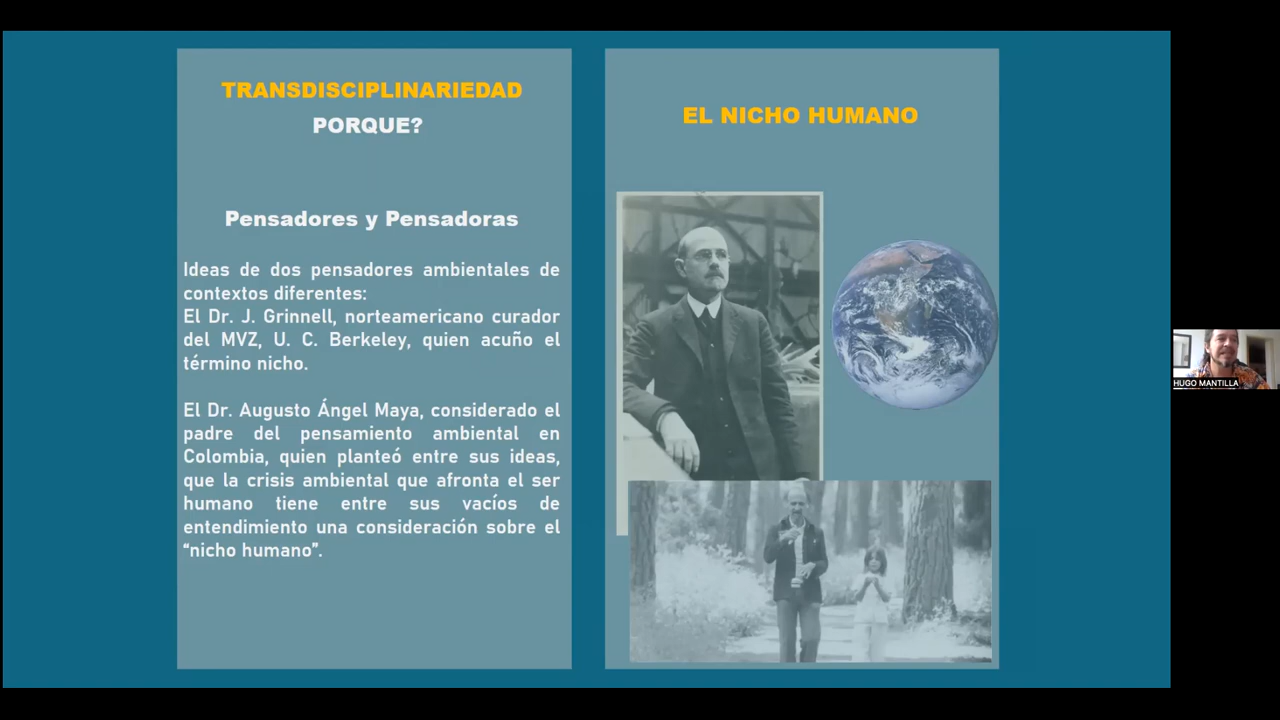 TRANSDISCIPLINARIEDAD
PORQUE?
Pensadores y Pensadoras
Ideas de dos pensadores ambientales de
contextos diferentes:
El Dr. J. Grinnell, norteamericano curador
del MVZ, U. C. Berkeley, quien acuño el
término nicho.
El Dr. Augusto Ángel Maya, considerado el
padre del pensamiento ambiental en
Colombia, quien planteó entre sus ideas,
que la crisis ambiental que afronta el ser
humano tiene entre sus vacíos de
entendimiento una consideración sobre el
“nicho humano”.
EL NICHO HUMANO
HUGO MANTILLA